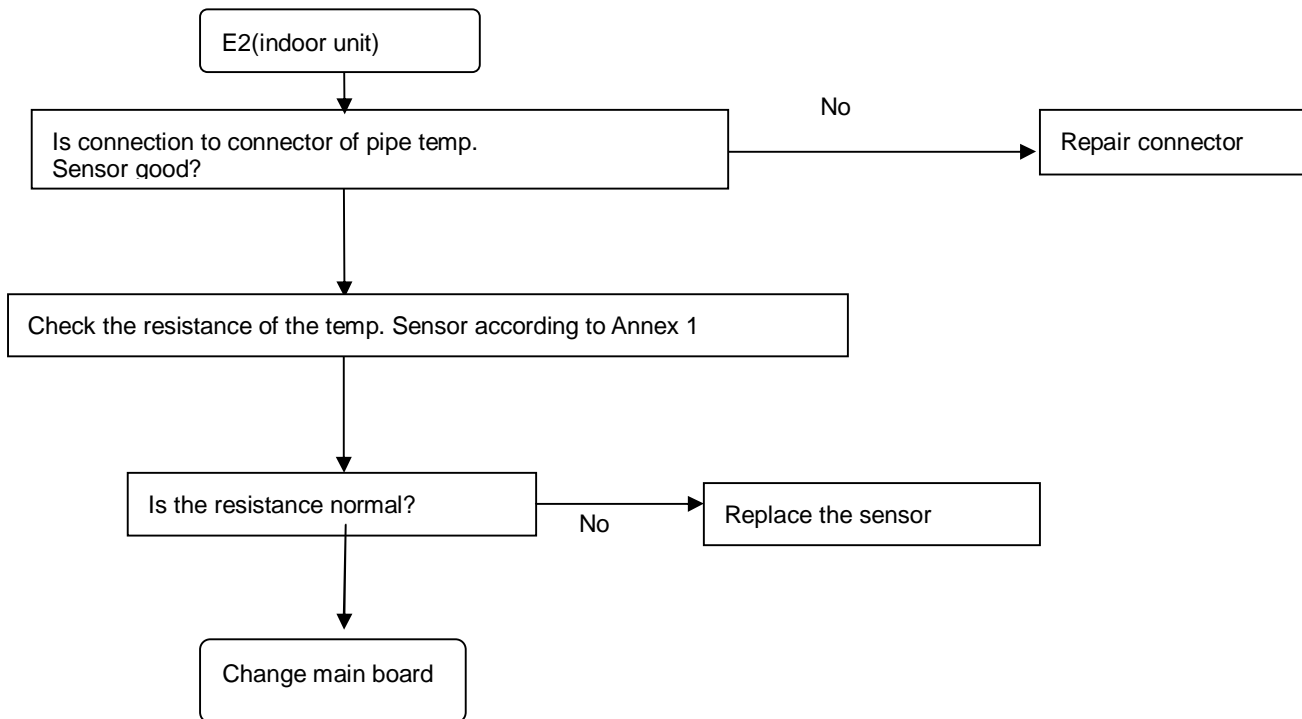 E2(indoor unit)
No
Is connection to connector of pipe temp.
Sensor good?
Repair connector
Check the resistance of the temp. Sensor according to Annex 1
Is the resistance normal?
No
Replace the sensor
Change main board